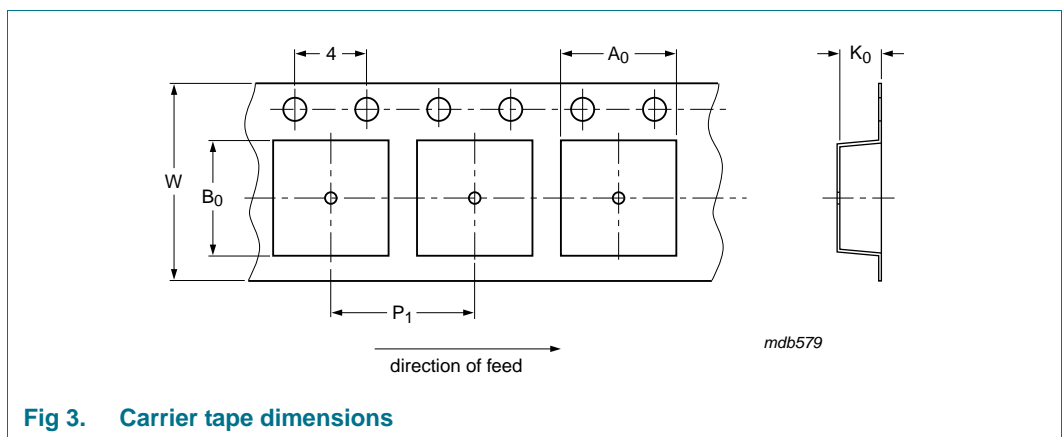 4
A0
K0
W
B0
P1
direction of feed
mdb579
Fig 3. Carrier tape dimensions